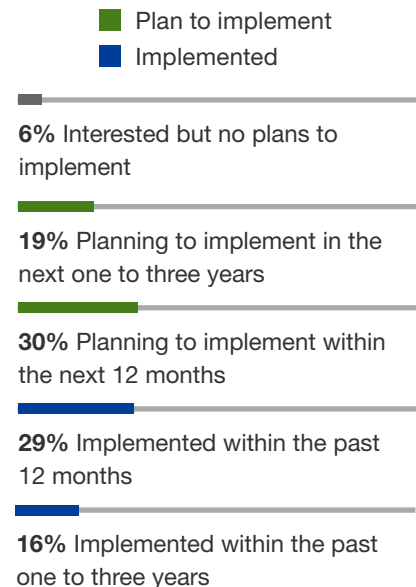 Plan to implement
Implemented
6% Interested but no plans to
implement
19% Planning to implement in the
next one to three years
30% Planning to implement within
the next 12 months
29% Implemented within the past
12 months
16% Implemented within the past
one to three years